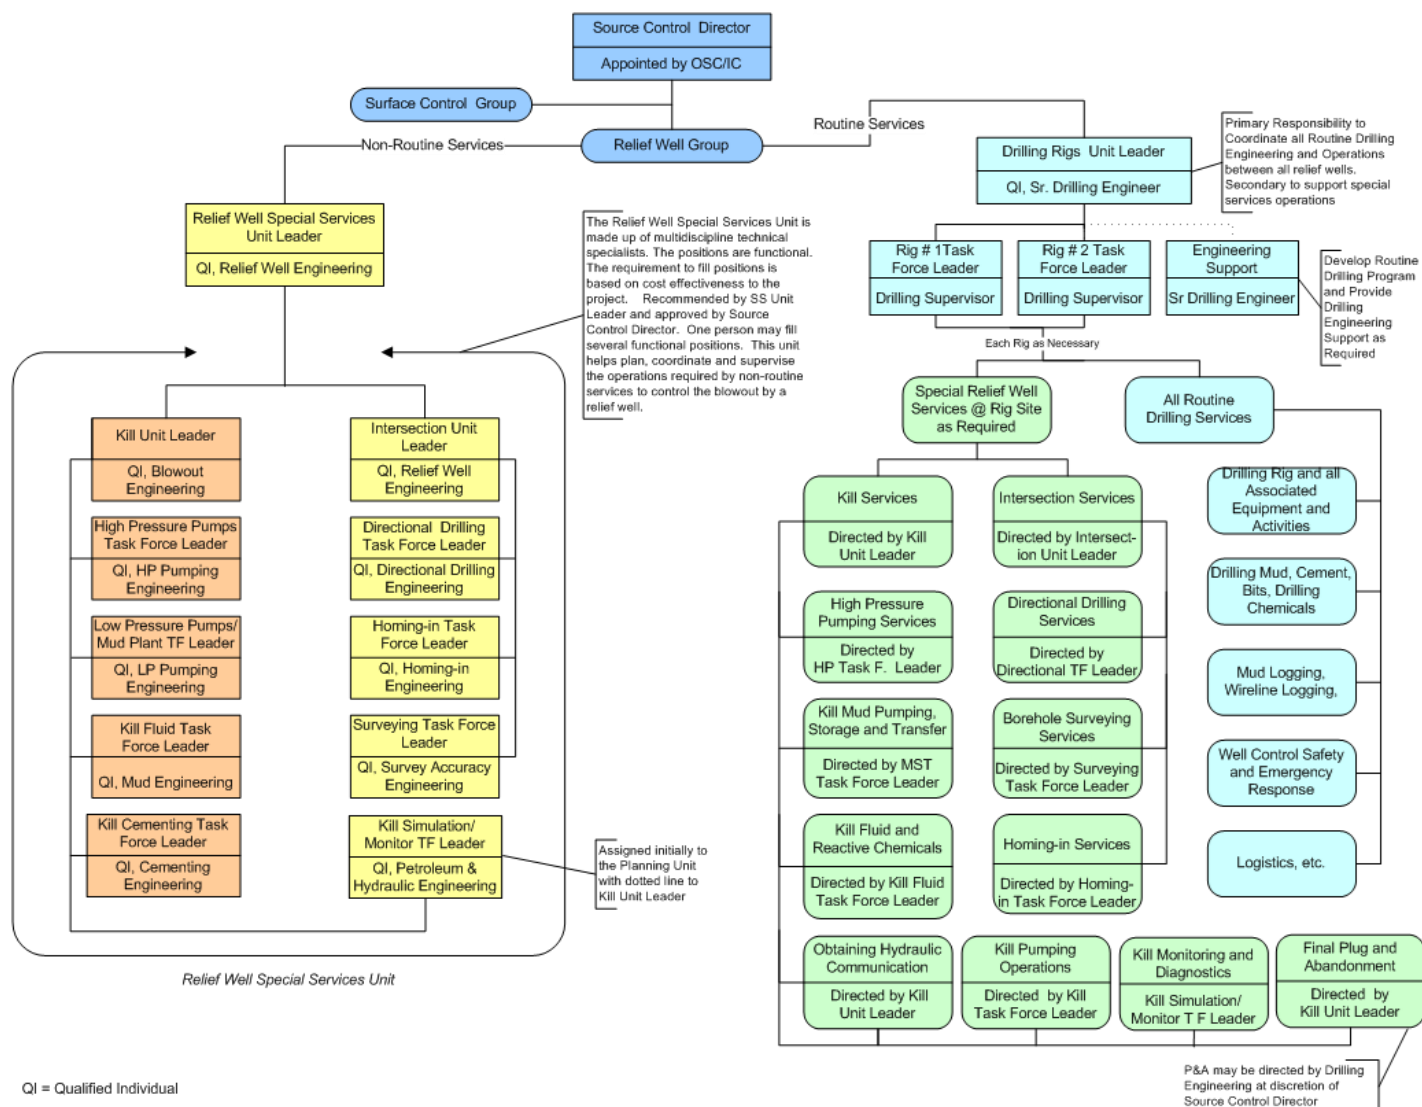 Source Control Director
Appointed by OSC/IC
Surface Control Group
Relief Well Group
Non-Routine Services
Routine Services
Drilling Rigs Unit Leader
QI, Sr. Drilling Engineer
Primary Responsibility to
Coordinate all Routine Drilling
Engineering and Operations
between all relief wells.
Secondary to support special
services operations
Relief Well Special Services
Unit Leader
QI, Relief Well Engineering
The Relief Well Special Services Unit is
made up of multidiscipline technical
specialists. The positions are functional.
The requirement to fill positions is
based on cost effectiveness to the
project. Recommended by SS Unit
Leader and approved by Source
Control Director. One person may fill
several functional positions. This unit
helps plan, coordinate and supervise
the operations required by non-routine
services to control the blowout by a
relief well.
Rig # 1Task
Force Leader
Drilling Supervisor
Rig # 2 Task
Force Leader
Drilling Supervisor
Engineering
Support
Sr Drilling Engineer
Develop Routine
Drilling Program
and Provide
Drilling
Engineering
Support as
Required
Each Rig as Necessary
Special Relief Well
Services @ Rig Site
as Required
All Routine
Drilling Services
Kill Unit Leader
QI, Blowout
Engineering
High Pressure Pumps
Task Force Leader
QI, HP Pumping
Engineering
Low Pressure Pumps/
Mud Plant TF Leader
QI, LP Pumping
Engineering
Kill Fluid Task
Force Leader
QI, Mud Engineering
Kill Cementing Task
Force Leader
QI, Cementing
Engineering
Intersection Unit
Leader
QI, Relief Well
Engineering
Directional Drilling
Task Force Leader
QI, Directional Drilling
Engineering
Homing-in Task
Force Leader
QI, Homing-in
Engineering
Surveying Task Force
Leader
QI, Survey Accuracy
Engineering
Kill Simulation/
Monitor TF Leader
QI, Petroleum &
Hydraulic Engineering
Assigned initially to
the Planning Unit
with dotted line to
Kill Unit Leader
Relief Well Special Services Unit
Kill Services
Directed by Kill
Unit Leader
High Pressure
Pumping Services
Directed by
HP Task F. Leader
Kill Mud Pumping,
Storage and Transfer
Directed by MST
Task Force Leader
Kill Fluid and
Reactive Chemicals
Directed by Kill Fluid
Task Force Leader
Intersection Services
Directed by Intersect-
ion Unit Leader
Directional Drilling
Services
Directed by
Directional TF Leader
Borehole Surveying
Services
Directed by Surveying
Task Force Leader
Homing-in Services
Directed by Homing-
in Task Force Leader
Drilling Rig and all
Associated
Equipment and
Activities
Drilling Mud, Cement,
Bits, Drilling
Chemicals
Mud Logging,
Wireline Logging,
Well Control Safety
and Emergency
Response
Logistics, etc.
Obtaining Hydraulic
Communication
Directed by Kill
Unit Leader
Kill Pumping
Operations
Directed by Kill
Task Force Leader
Kill Monitoring and
Diagnostics
Kill Simulation/
Monitor T F Leader
Final Plug and
Abandonment
Directed by
Kill Unit Leader
P&A may be directed by Drilling
Engineering at discretion of
Source Control Director
QI = Qualified Individual